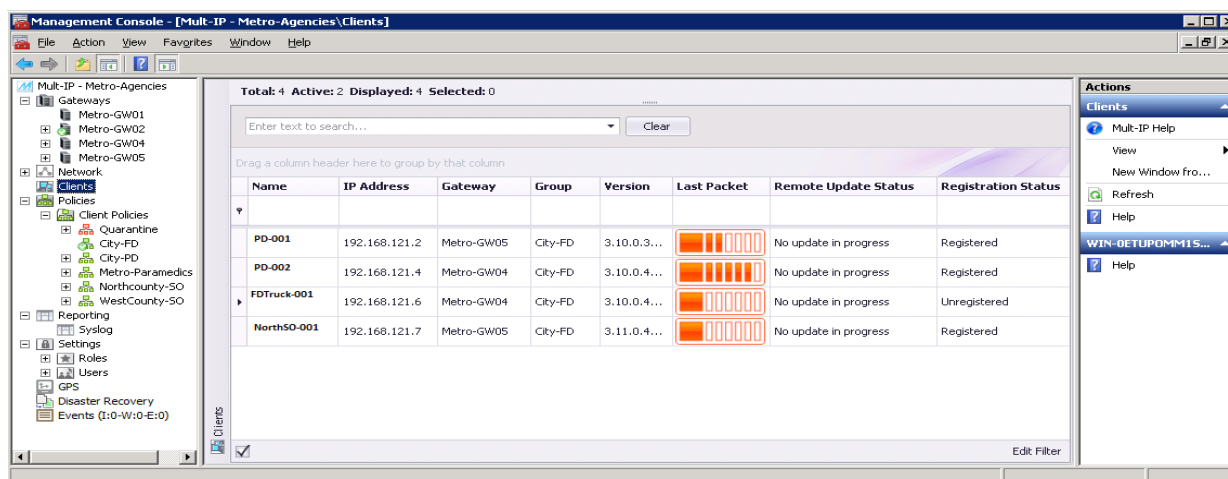 Management Console - [Mult-IP - Metro-Agencies\Clients]
File Action View Favorites Window Help
Mult-IP - Metro-Agencies
Gateways
Metro-GW01
Metro-GW02
Metro-GW04
Metro-GW05
Network
Clients
Policies
Client Policies
Quarantine
City-FD
City-PD
Metro-Paramedics
Northcounty-SO
WestCounty-SO
Reporting
Syslog
Settings
Roles
Users
GPS
Disaster Recovery
Events (I:0-W:0-E:0)
Clients
Total: 4 Active: 2 Displayed: 4 Selected: 0
Enter text to search... Clear
Drag a column header here to group by that column
Name IP Address Gateway Group Version Last Packet Remote Update Status Registration Status
PD-001 192.168.121.2 Metro-GW05 City-FD 3.10.0.3... No update in progress Registered
PD-002 192.168.121.4 Metro-GW04 City-FD 3.10.0.4... No update in progress Registered
FDTruck-001 192.168.121.6 Metro-GW04 City-FD 3.10.0.4... No update in progress Unregistered
NorthSO-001 192.168.121.7 Metro-GW05 City-FD 3.11.0.4... No update in progress Registered
Edit Filter
Actions
Clients
Mult-IP Help
View
New Window fro...
Refresh
Help
WIN-0ETUPOMM1S...
Help